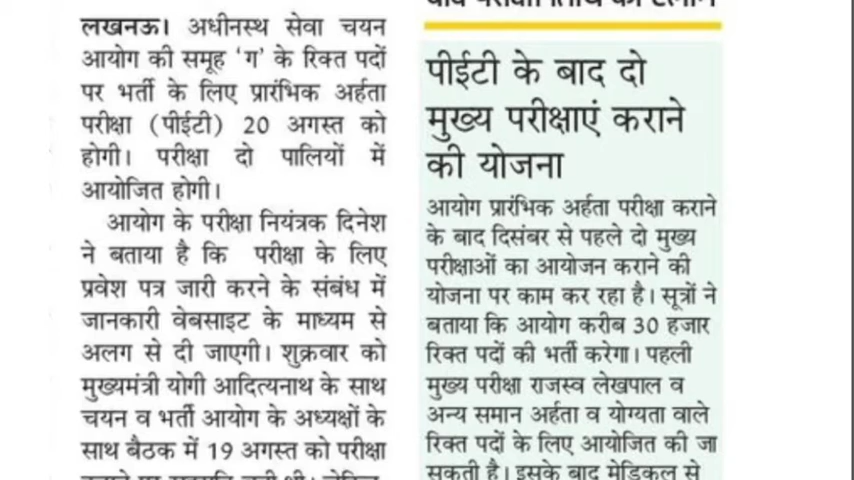 लखनऊ। अधीनस्थ सेवा चयन
आयोग की समूह ‘ग’ के रिक्त पदों
पर भर्ती के लिए प्रारंभिक अर्हता
परीक्षा (पीईटी) 20 अगस्त को
होगी। परीक्षा दो पालियों में
आयोजित होगी।
आयोग के परीक्षा नियंत्रक दिनेश
ने बताया है कि परीक्षा के लिए
प्रवेश पत्र जारी करने के संबंध में
जानकारी वेबसाइट के माध्यम से
अलग से दी जाएगी। शुक्रवार को
मुख्यमंत्री योगी आदित्यनाथ के साथ
चयन व भर्ती आयोग के अध्यक्षों के
साथ बैठक में 19 अगस्त को परीक्षा
पीईटी के बाद दो
मुख्य परीक्षाएं कराने
की योजना
आयोग प्रारंभिक अर्हता परीक्षा कराने
के बाद दिसंबर से पहले दो मुख्य
परीक्षाओं का आयोजन कराने की
योजना पर काम कर रहा है। सूत्रों ने
बताया कि आयोग करीब 30 हजार
रिक्त पदों की भर्ती करेगा। पहली
मुख्य परीक्षा राजस्व लेखपाल व
अन्य समान अर्हता व योग्यता वाले
रिक्त पदों के लिए आयोजित की जा
सकती है। इसके बाद मेडिकल से